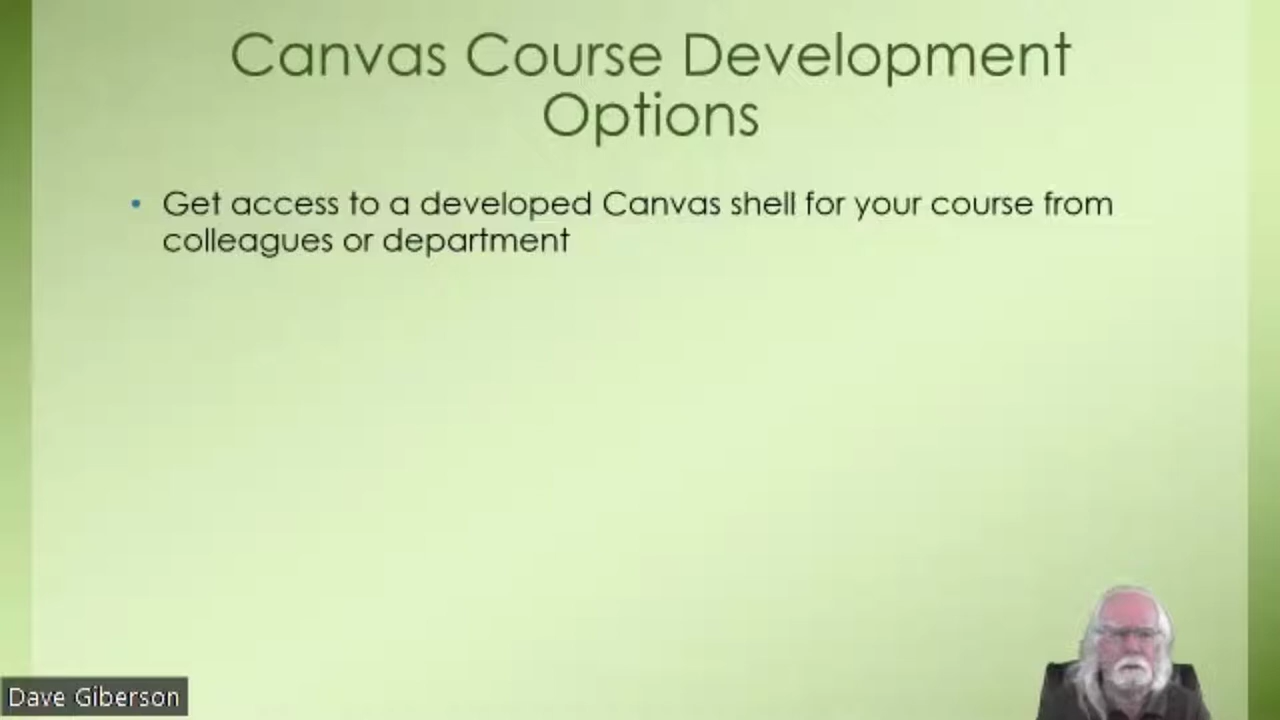 Canvas Course Development
Options
• Get access to a developed Canvas shell for your course from
colleagues or department
Dave Giberson